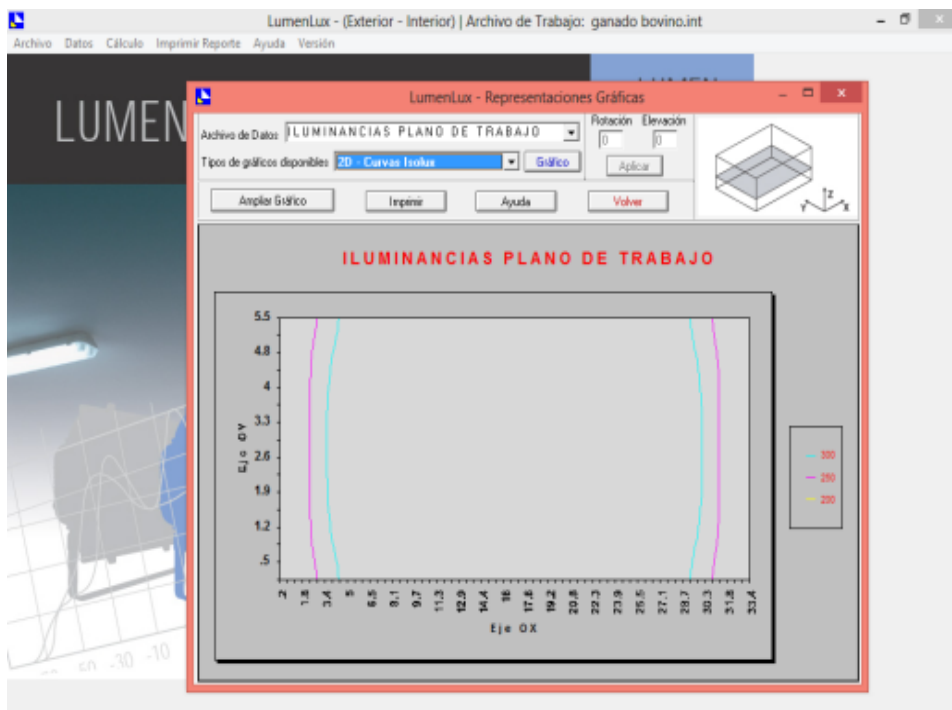 LumenLux - (Exterior - Interior) | Archivo de Trabajo: ganado bovino.int
Archivo Datos Cálculo Imprimir Reporte Ayuda Versión
LUMEN
LumenLux - Representaciones Gráficas
Archivo de Datos ILUMINANCIAS PLANO DE TRABAJO
Rotación Elevación
0 0
Tipos de gráficos disponibles 2D - Curvas Isolux Gráfico
Aplicar
Ampliar Gráfico Imprimir Ayuda Volver
Z
Y X
ILUMINANCIAS PLANO DE TRABAJO
5.5
4.8
4
3.3
2.6
1.9
1.2
.5
Eje OY
.2 1.8 3.4 5 6.5 8.1 9.7 11.3 12.9 14.4 16 17.6 19.2 20.8 22.3 23.9 25.5 27.1 28.7 30.3 31.8 33.4
Eje OX
300
250
200
50 -30 -10